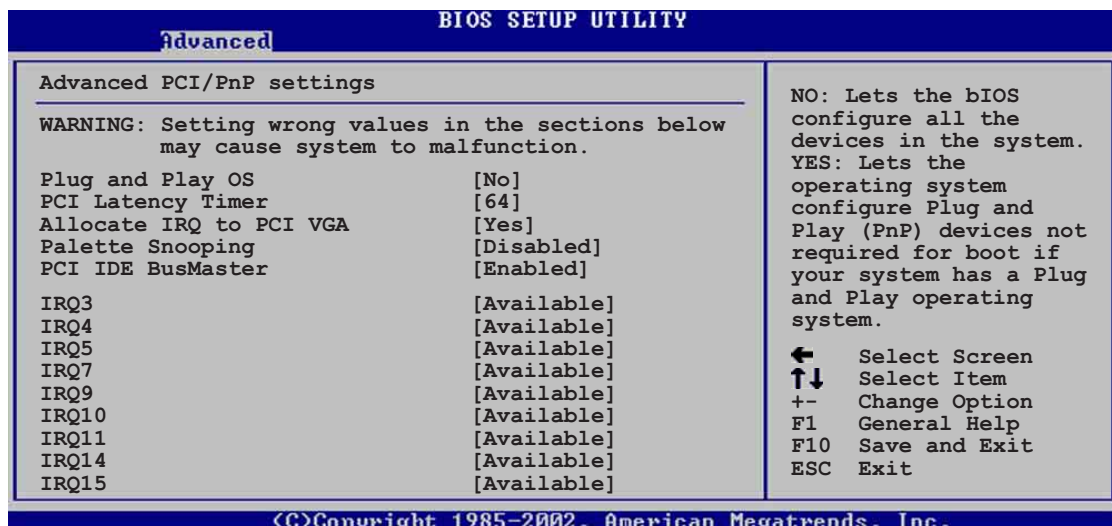 BIOS SETUP UTILITY
Advanced
Advanced PCI/PnP settings
WARNING: Setting wrong values in the sections below
may cause system to malfunction.
Plug and Play OS [No]
PCI Latency Timer [64]
Allocate IRQ to PCI VGA [Yes]
Palette Snooping [Disabled]
PCI IDE BusMaster [Enabled]
IRQ3 [Available]
IRQ4 [Available]
IRQ5 [Available]
IRQ7 [Available]
IRQ9 [Available]
IRQ10 [Available]
IRQ11 [Available]
IRQ14 [Available]
IRQ15 [Available]
NO: Lets the bIOS
configure all the
devices in the system.
YES: Lets the
operating system
configure Plug and
Play (PnP) devices not
required for boot if
your system has a Plug
and Play operating
system.
← Select Screen
↑↓ Select Item
+- Change Option
F1 General Help
F10 Save and Exit
ESC Exit
(C)Copyright 1985-2002, American Megatrends, Inc.